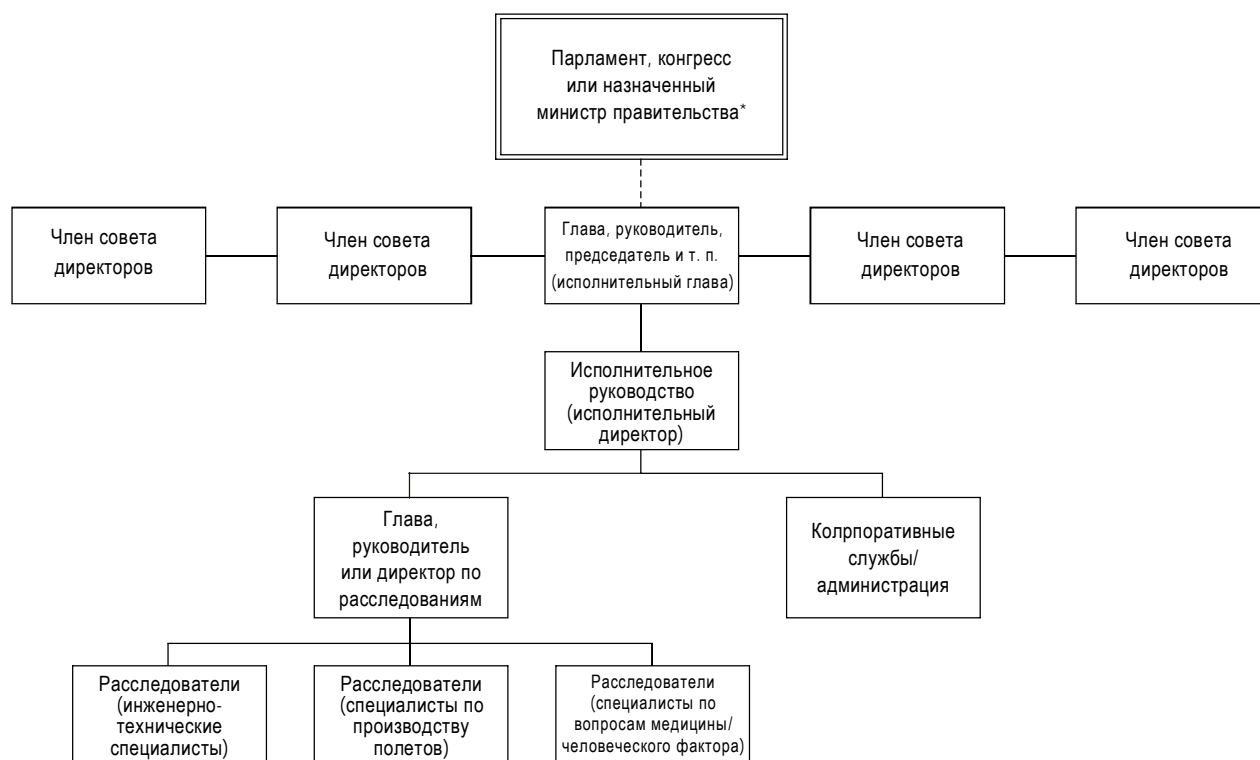 Парламент, конгресс
или назначенный
министр правительства*
Член совета
директоров
Член совета
директоров
Глава, руководитель,
председатель и т. п.
(исполнительный глава)
Член совета
директоров
Член совета
директоров
Исполнительное
руководство
(исполнительный
директор)
Глава,
руководитель
или директор по
расследованиям
Колрпоративные
службы/
администрация
Расследователи
(инженерно-
технические
специалисты)
Расследователи
(специалисты по
производству
полетов)
Расследователи
(специалисты по
вопросам медицины/
человеческого фактора)